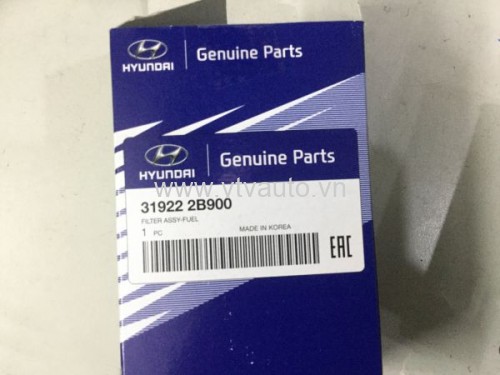 HYUNDAI
Genuine Parts
HYUNDAI
Genuine Parts
www.ytvauto.vn
31922 2B900
FILTER ASSY-FUEL
1 PC
MADE IN KOREA
EAC